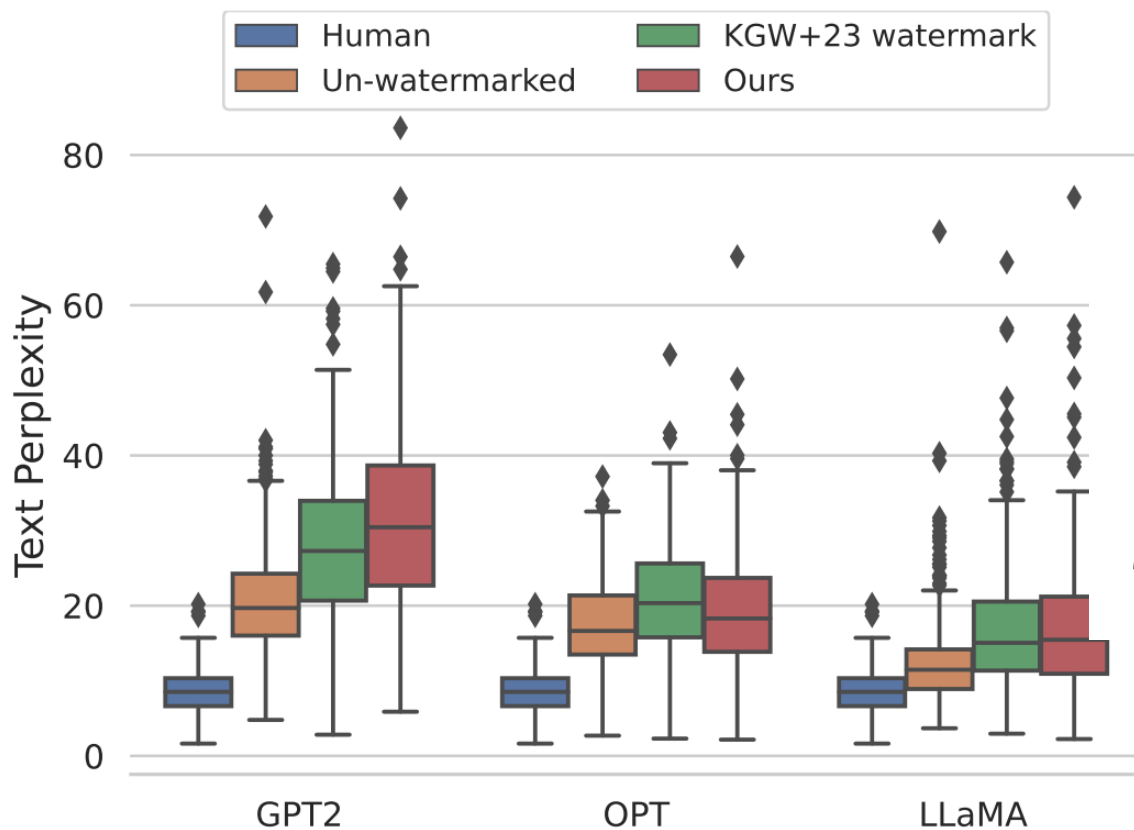 Human
KGW+23 watermark
Un-watermarked
Ours
Text Perplexity
80
60
40
20
0
GPT2
OPT
LLaMA